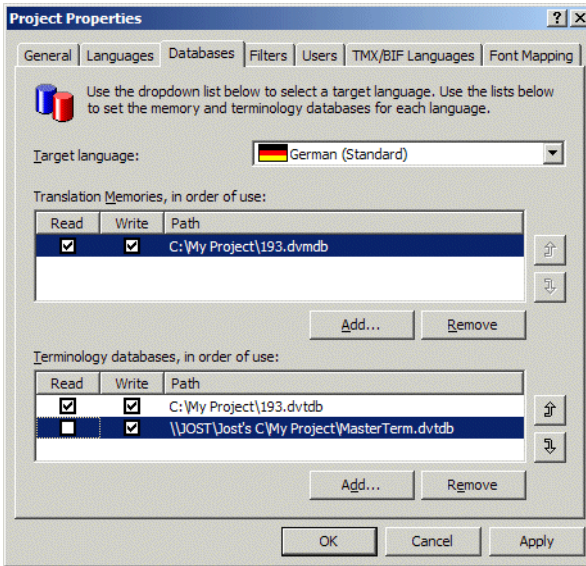 Project Properties
General Languages Databases Filters Users TMX/BIF Languages Font Mapping
Use the dropdown list below to select a target language. Use the lists below
to set the memory and terminology databases for each language.
Target language: German (Standard)
Translation Memories, in order of use:
Read Write Path
C:\My Project\193.dvmdb
Add... Remove
Terminology databases, in order of use:
Read Write Path
C:\My Project\193.dvtdb
\\JOST\Jost's C\My Project\MasterTerm.dvtdb
Add... Remove
OK Cancel Apply